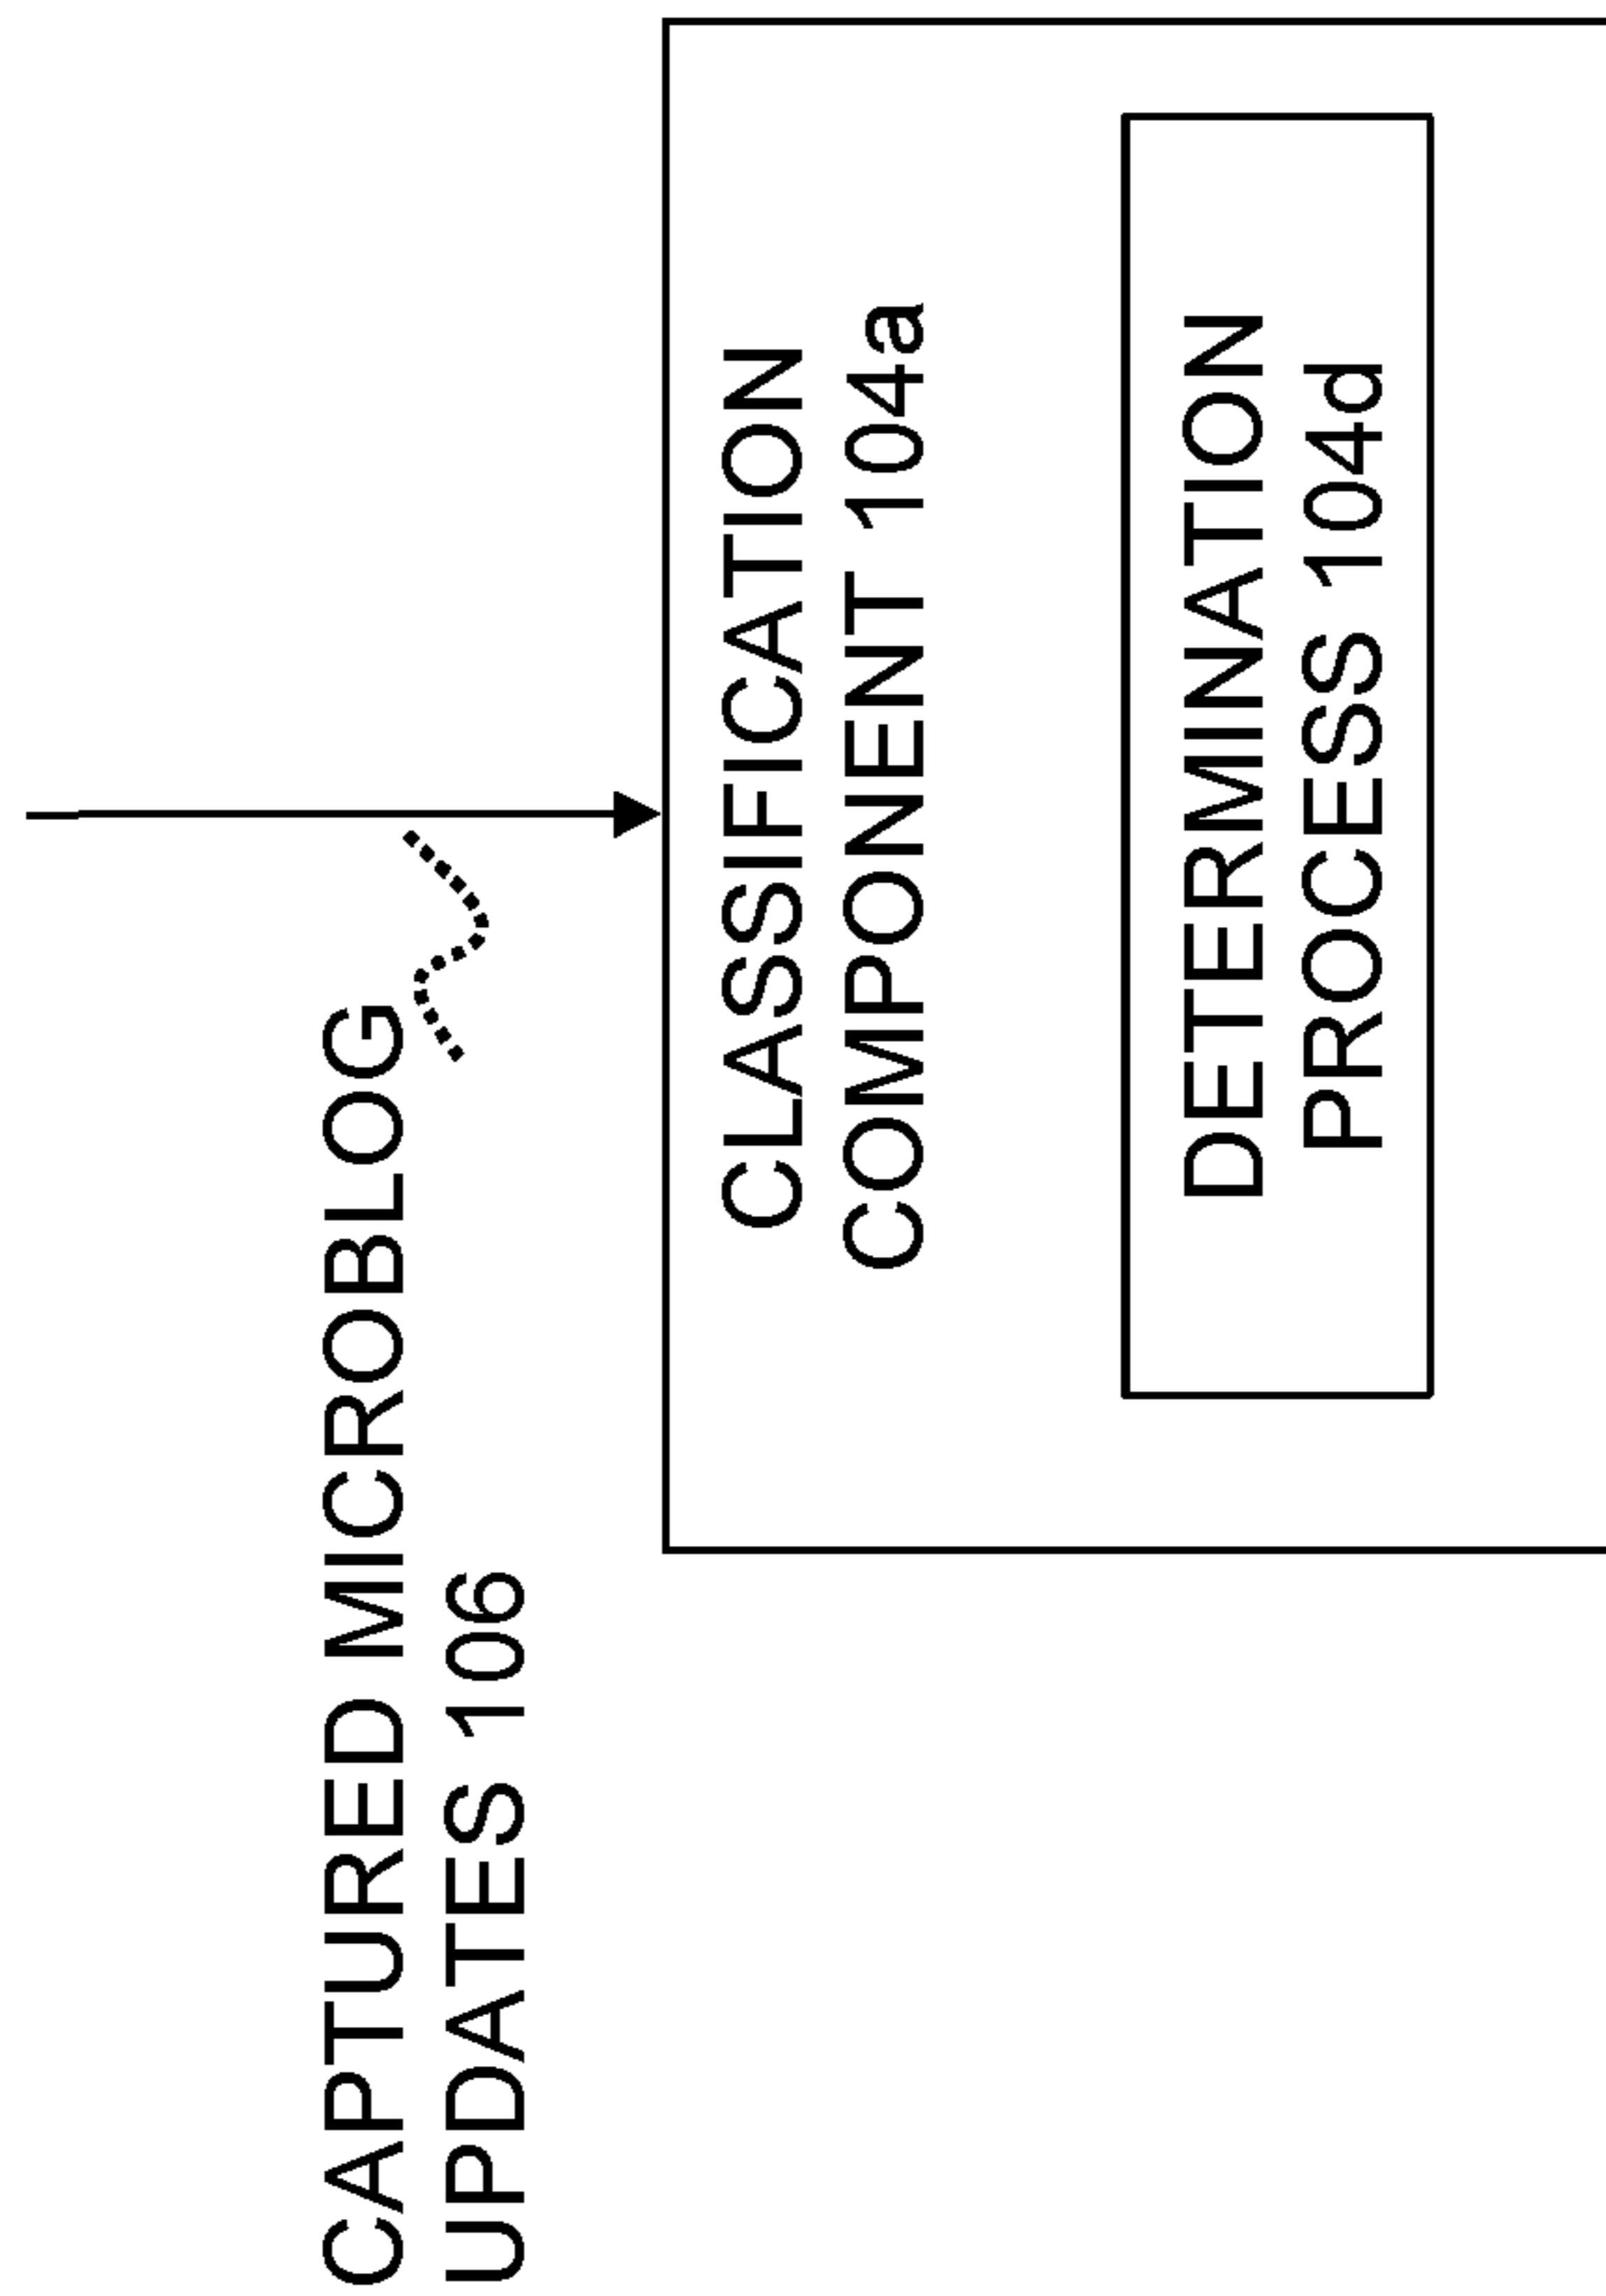 CAPTURED MICROBLOG
UPDATES 106
CLASSIFICATION
COMPONENT 104a
DETERMINATION
PROCESS 104d